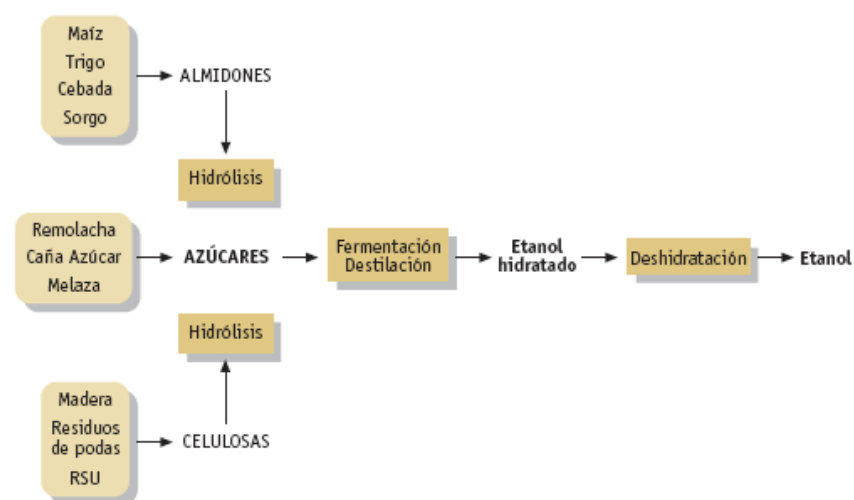 Maíz
Trigo
Cebada
Sorgo
ALMIDONES
Hidrólisis
Remolacha
Caña Azúcar
Melaza
AZÚCARES
Fermentación
Destilación
Etanol
hidratado
Deshidratación
Etanol
Hidrólisis
Madera
Residuos
de podas
RSU
CELULOSAS